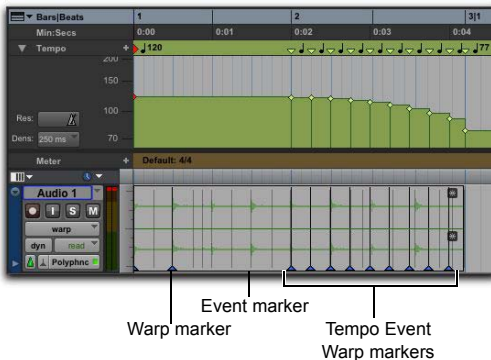 Bars|Beats 1 2 3|1
Min:Secs 0:00 0:01 0:02 0:03 0:04
Tempo + 120 77
200
150
100
Res:
Dens: 250 ms 70
Meter + Default: 4/4
Audio 1
I S M
warp
dyn read
Polyphnc
Event marker
Warp marker
Tempo Event
Warp markers